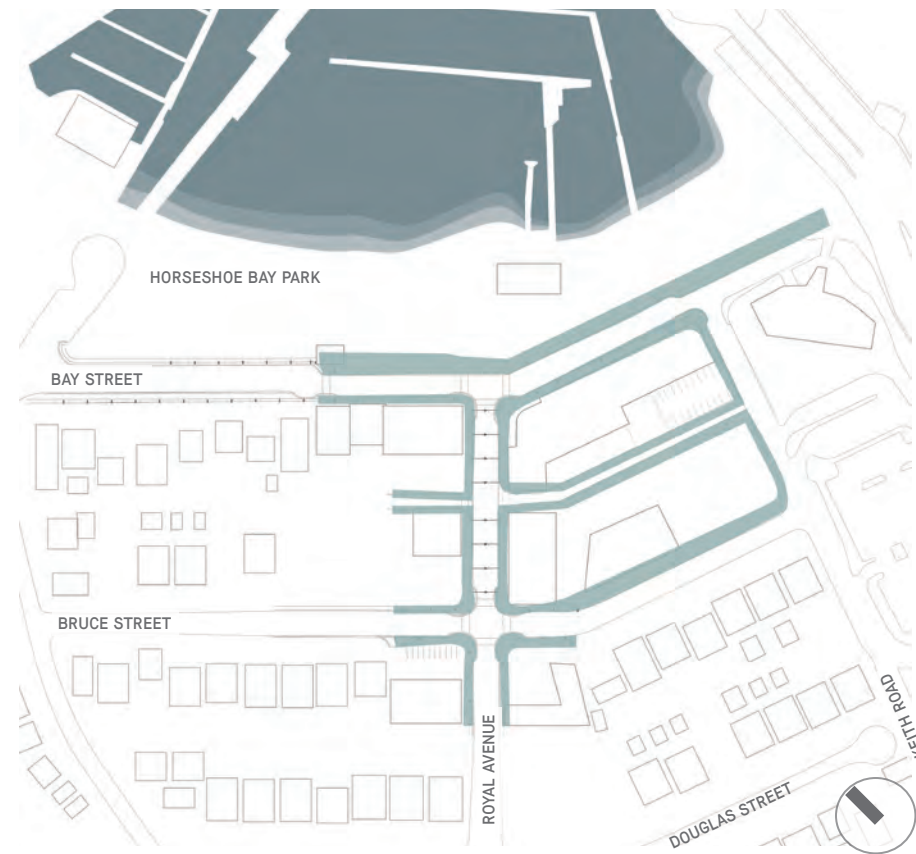 HORSESHOE BAY PARK
BAY STREET
BRUCE STREET
ROYAL AVENUE
KEITH ROAD
DOUGLAS STREET